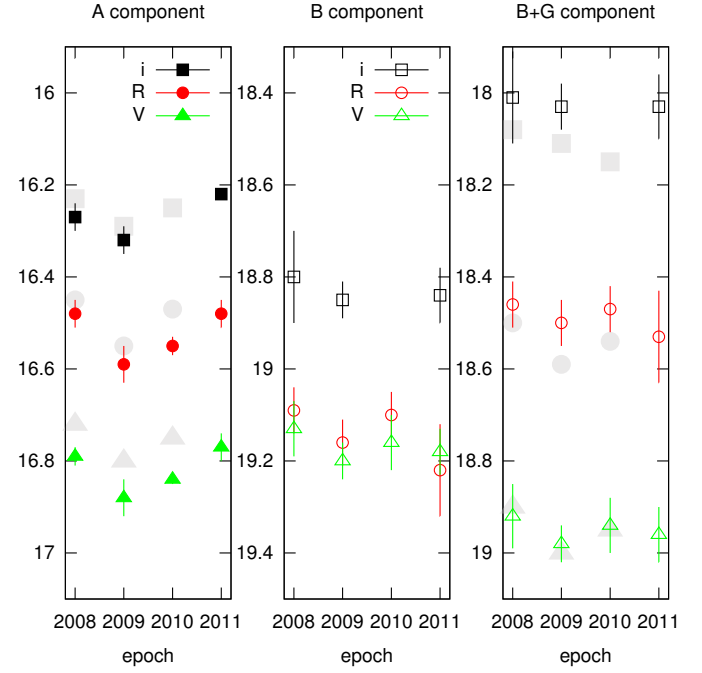 A component
B component
B+G component
i
R
V
i
R
V
16
16.2
16.4
16.6
16.8
17
18.4
18.6
18.8
19
19.2
19.4
18
18.2
18.4
18.6
18.8
19
2008 2009 2010 2011
2008 2009 2010 2011
2008 2009 2010 2011
epoch
epoch
epoch